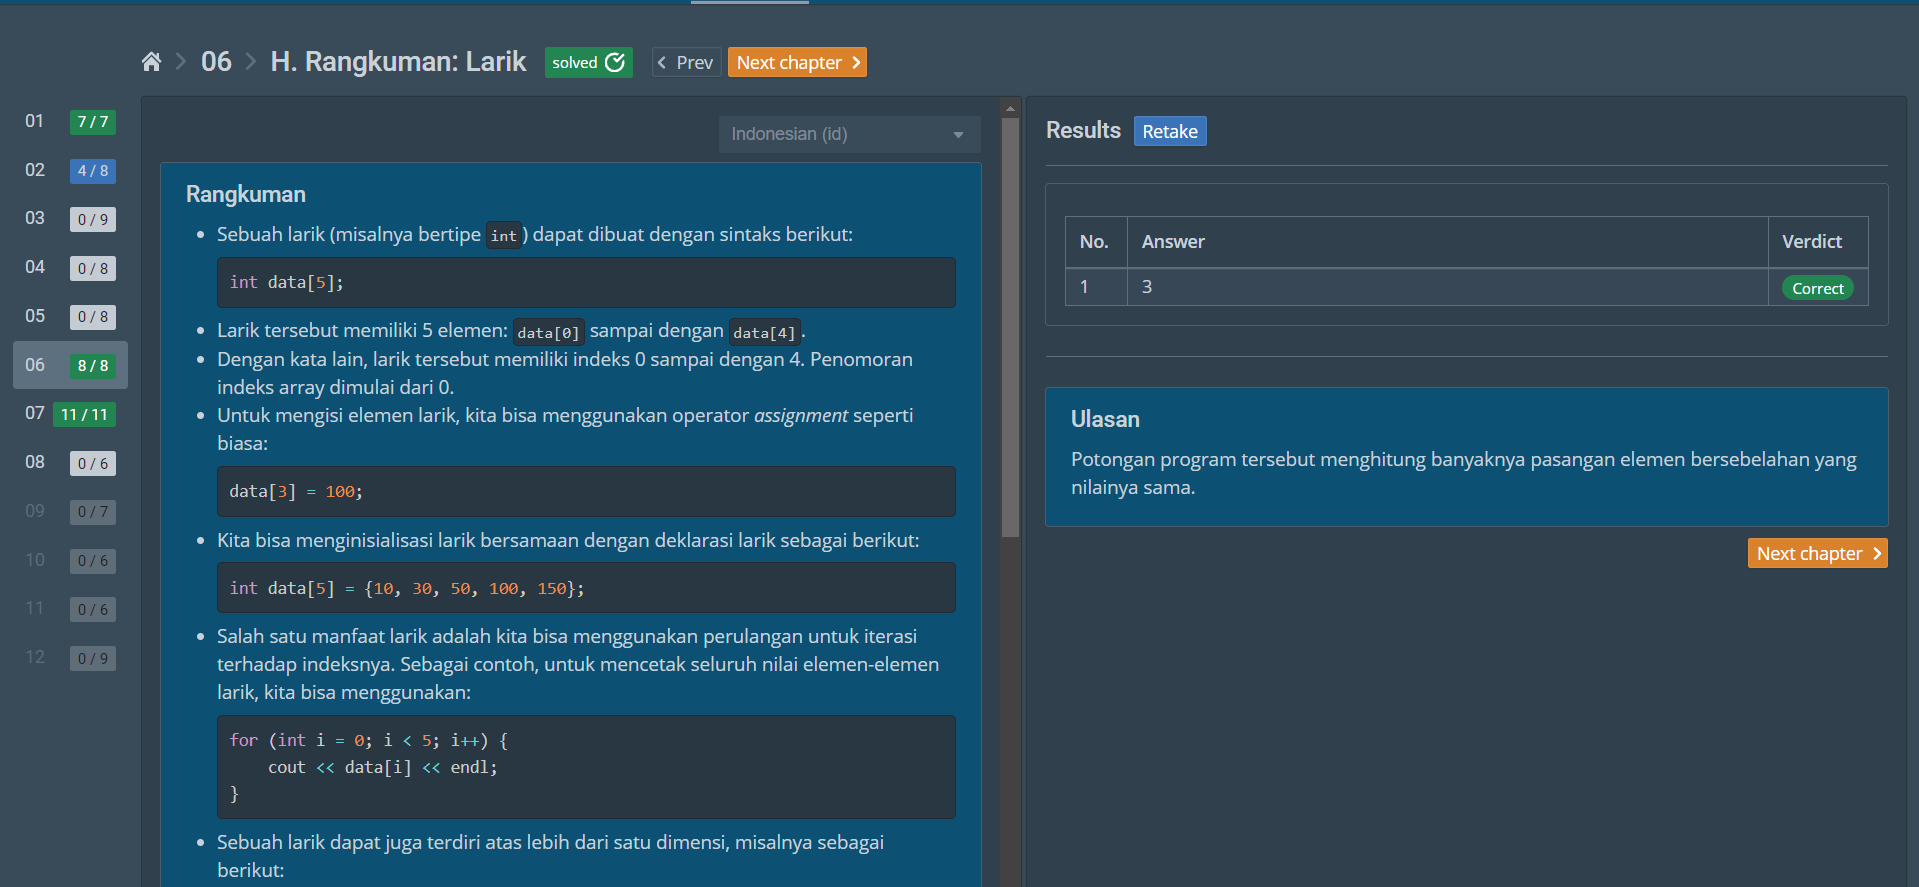 06
H. Rangkuman: Larik
solved
Prev
Next chapter
01 7 / 7
02 4 / 8
03 0 / 9
04 0 / 8
05 0 / 8
06 8 / 8
07 11 / 11
08 0 / 6
09 0 / 7
10 0 / 6
11 0 / 6
12 0 / 9
Indonesian (id)
Rangkuman
• Sebuah larik (misalnya bertipe int) dapat dibuat dengan sintaks berikut:
int data[5];
• Larik tersebut memiliki 5 elemen: data[0] sampai dengan data[4].
• Dengan kata lain, larik tersebut memiliki indeks 0 sampai dengan 4. Penomoran
indeks array dimulai dari 0.
• Untuk mengisi elemen larik, kita bisa menggunakan operator assignment seperti
biasa:
data[3] = 100;
• Kita bisa menginisialisasi larik bersamaan dengan deklarasi larik sebagai berikut:
int data[5] = {10, 30, 50, 100, 150};
• Salah satu manfaat larik adalah kita bisa menggunakan perulangan untuk iterasi
terhadap indeksnya. Sebagai contoh, untuk mencetak seluruh nilai elemen-elemen
larik, kita bisa menggunakan:
for (int i = 0; i < 5; i++) {
cout << data[i] << endl;
}
• Sebuah larik dapat juga terdiri atas lebih dari satu dimensi, misalnya sebagai
berikut:
Results
Retake
No. Answer Verdict
1 3 Correct
Ulasan
Potongan program tersebut menghitung banyaknya pasangan elemen bersebelahan yang
nilainya sama.
Next chapter